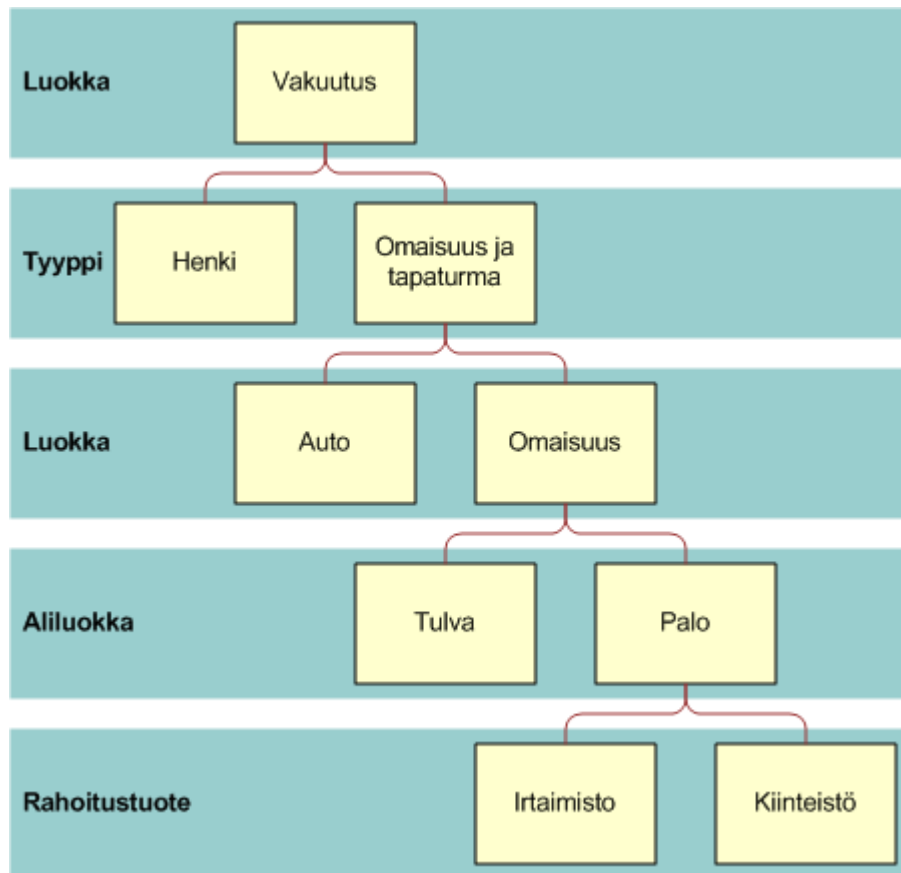 Luokka
Vakuutus
Tyyppi
Henki
Omaisuus ja
tapaturma
Luokka
Auto
Omaisuus
Aliluokka
Tulva
Palo
Rahoitustuote
Irtaimisto
Kiinteistö